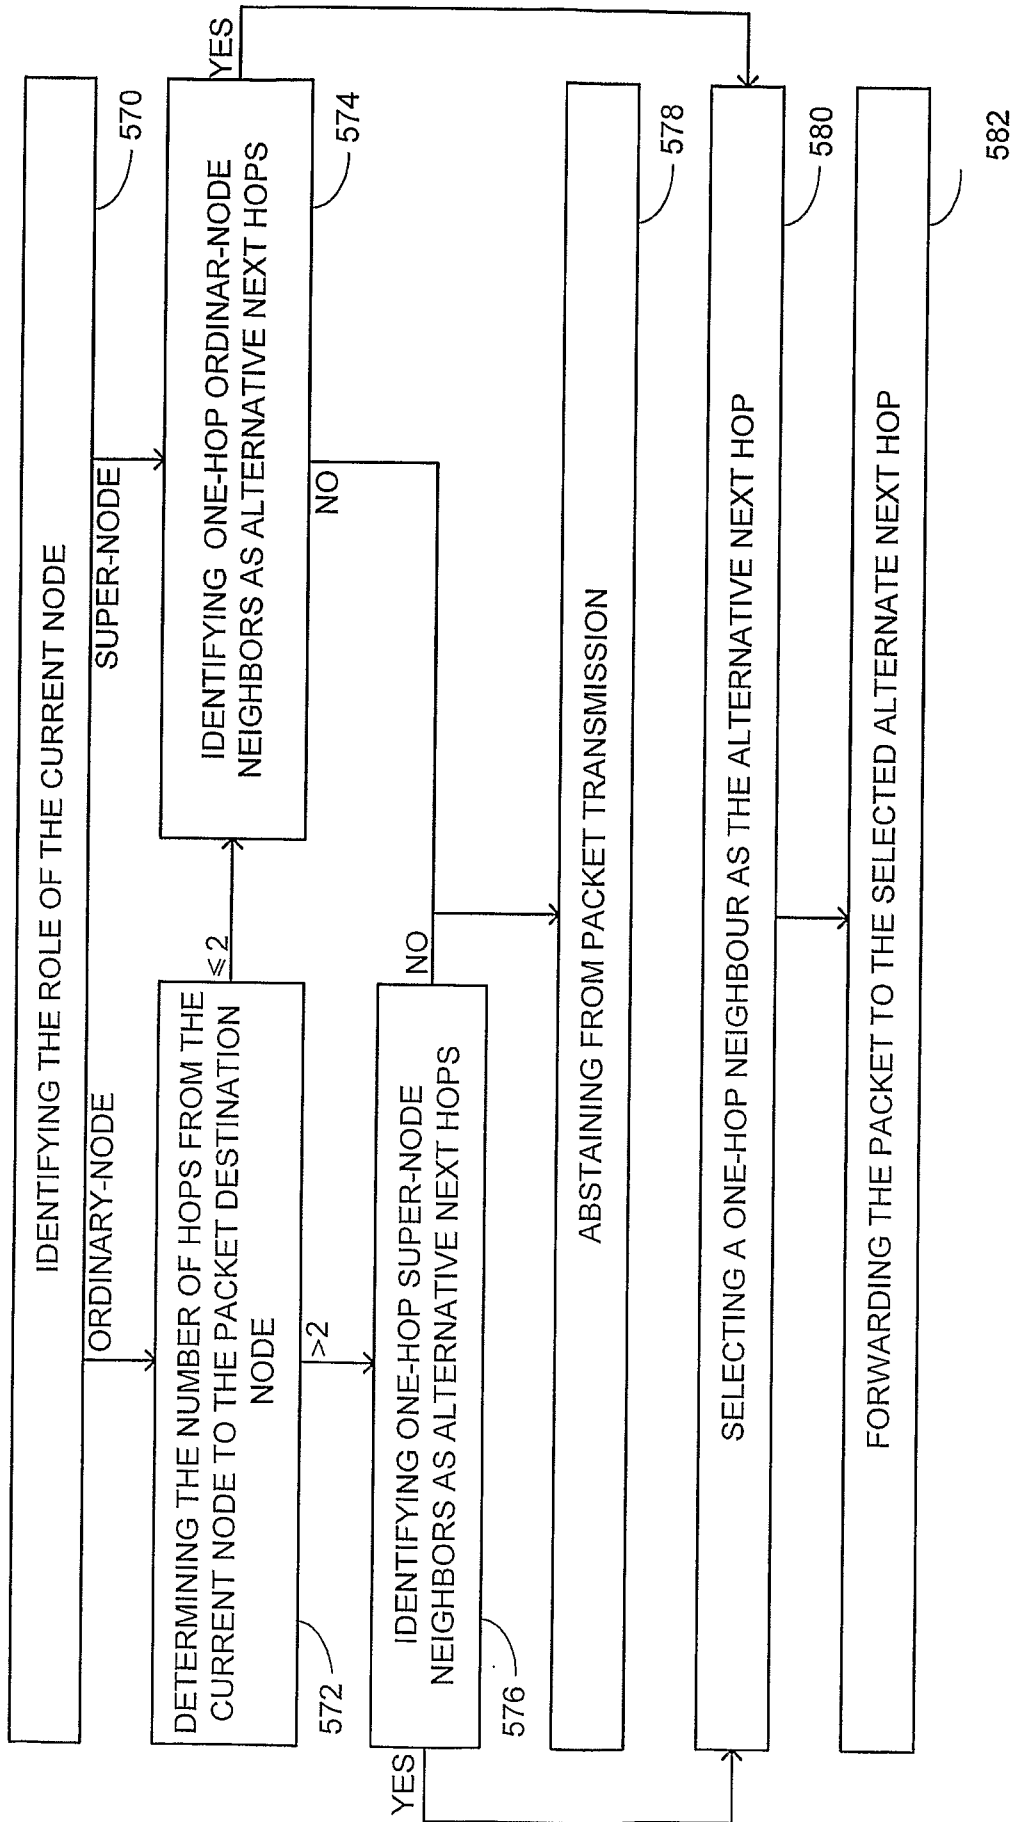 IDENTIFYING THE ROLE OF THE CURRENT NODE
570
ORDINARY-NODE
SUPER-NODE
DETERMINING THE NUMBER OF HOPS FROM THE
CURRENT NODE TO THE PACKET DESTINATION
NODE
572
≤2
>2
IDENTIFYING ONE-HOP ORDINAR-NODE
NEIGHBORS AS ALTERNATIVE NEXT HOPS
574
YES
NO
IDENTIFYING ONE-HOP SUPER-NODE
NEIGHBORS AS ALTERNATIVE NEXT HOPS
576
YES
NO
ABSTAINING FROM PACKET TRANSMISSION
578
SELECTING A ONE-HOP NEIGHBOUR AS THE ALTERNATIVE NEXT HOP
580
FORWARDING THE PACKET TO THE SELECTED ALTERNATE NEXT HOP
582